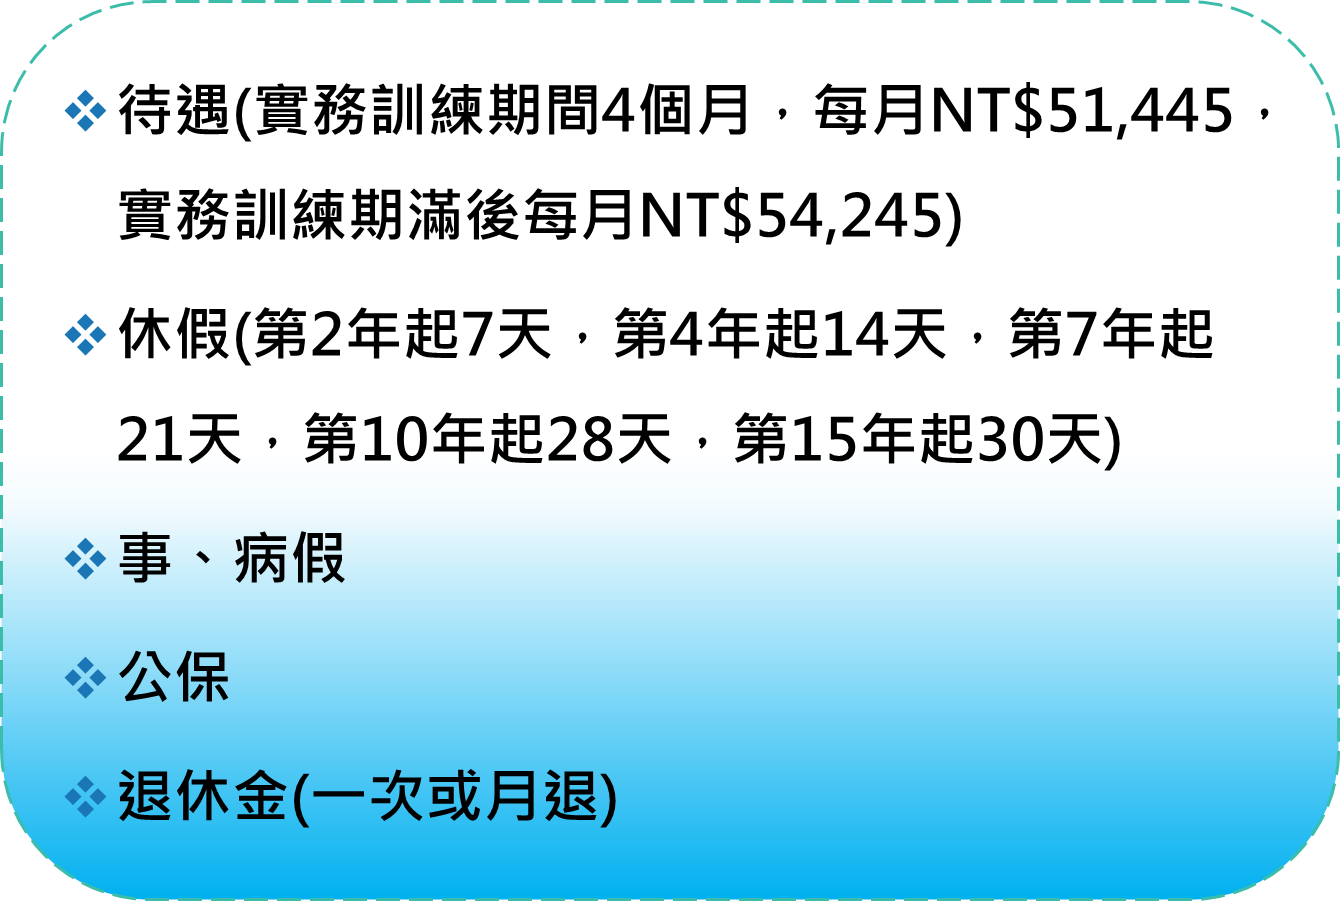 ❖待遇(實務訓練期間4個月，每月NT$51,445，
實務訓練期滿後每月NT$54,245)
❖休假(第2年起7天，第4年起14天，第7年起
21天，第10年起28天，第15年起30天)
❖事、病假
❖公保
❖退休金(一次或月退)